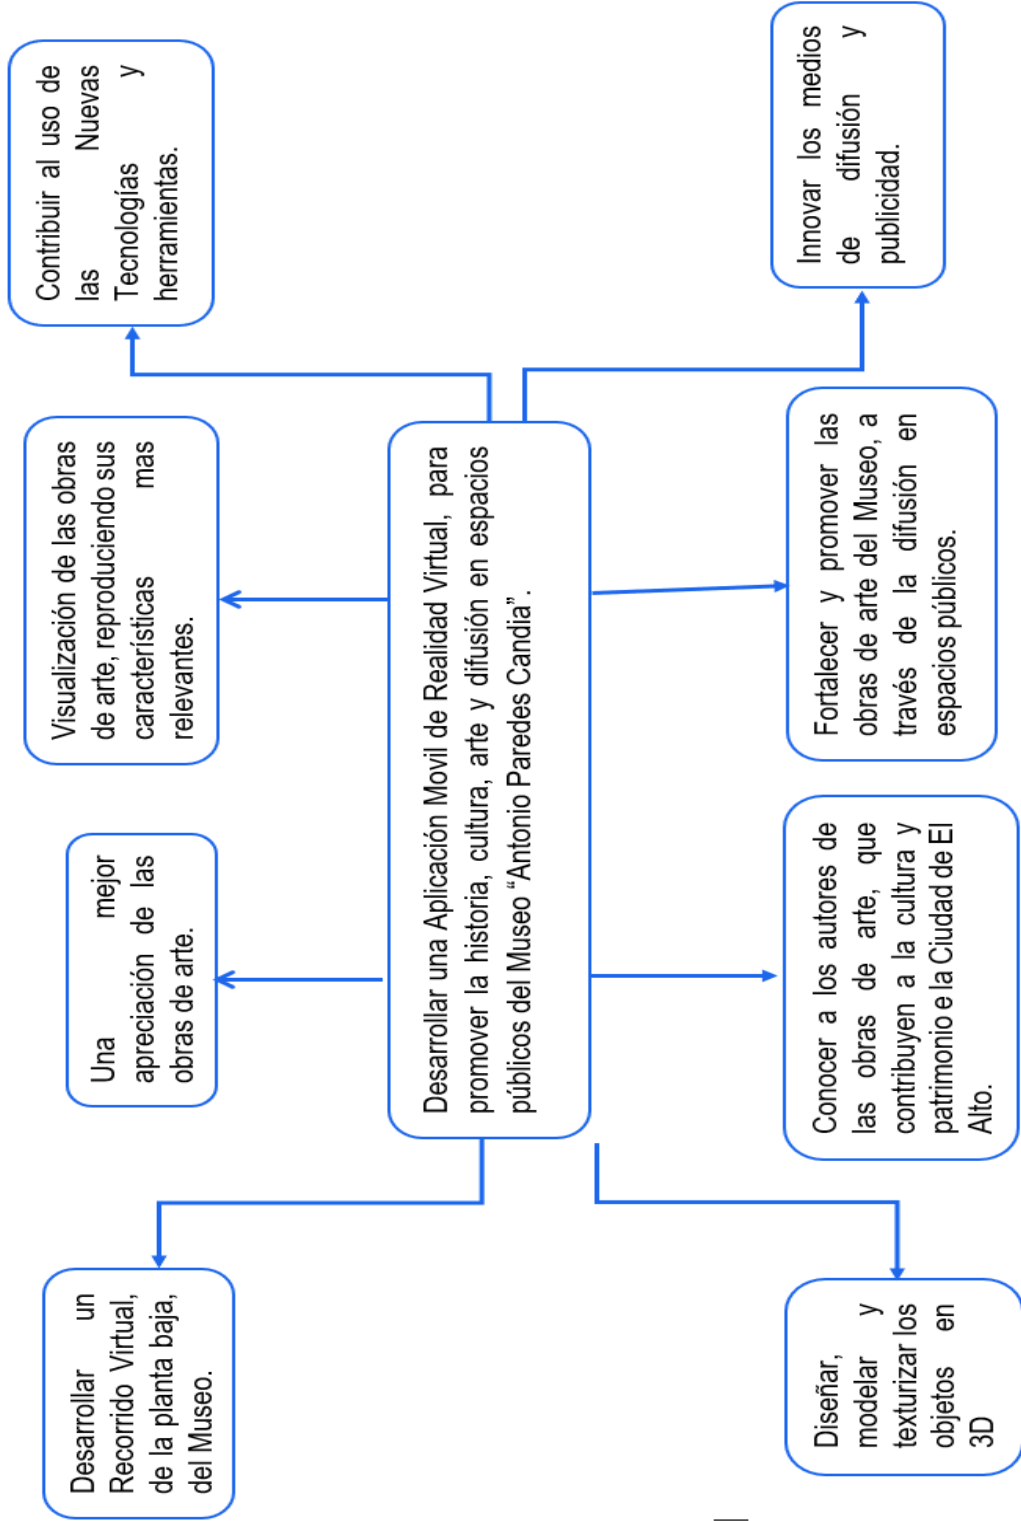 Desarrollar un
Recorrido Virtual,
de la planta baja,
del Museo.
Una mejor
apreciación de las
obras de arte.
Visualización de las obras
de arte, reproduciendo sus
características mas
relevantes.
Contribuir al uso de
las Nuevas
Tecnologías y
herramientas.
Desarrollar una Aplicación Movil de Realidad Virtual, para
promover la historia, cultura, arte y difusión en espacios
públicos del Museo “Antonio Paredes Candia”.
Diseñar,
modelar y
texturizar los
objetos en
3D
Conocer a los autores de
las obras de arte, que
contribuyen a la cultura y
patrimonio e la Ciudad de El
Alto.
Fortalecer y promover las
obras de arte del Museo, a
través de la difusión en
espacios públicos.
Innovar los medios
de difusión y
publicidad.